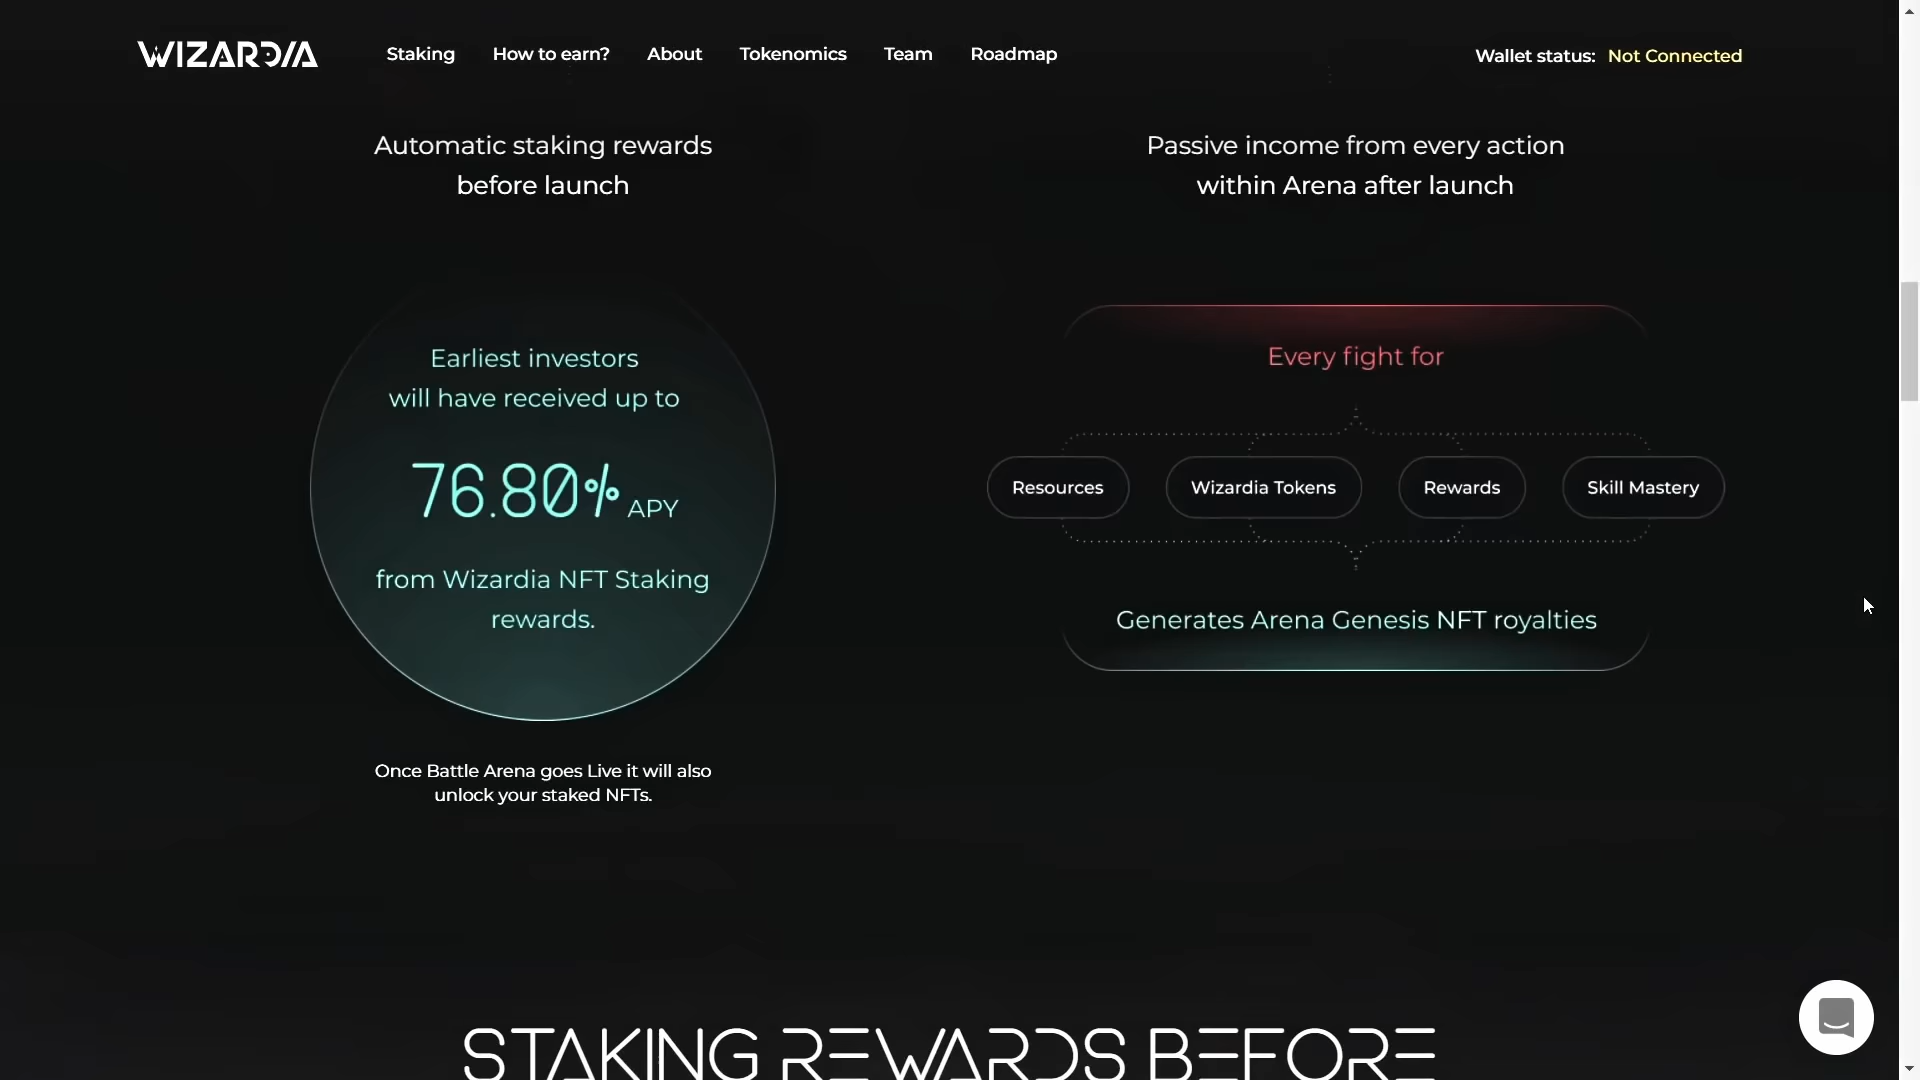 WIZARDIA
Staking How to earn? About Tokenomics Team Roadmap
Wallet status: Not Connected
Automatic staking rewards
before launch
Earliest investors
will have received up to
76.80% APY
from Wizardia NFT Staking
rewards.
Once Battle Arena goes Live it will also
unlock your staked NFTs.
Passive income from every action
within Arena after launch
Every fight for
Resources Wizardia Tokens Rewards Skill Mastery
Generates Arena Genesis NFT royalties
STAKING REWARDS BEFORE